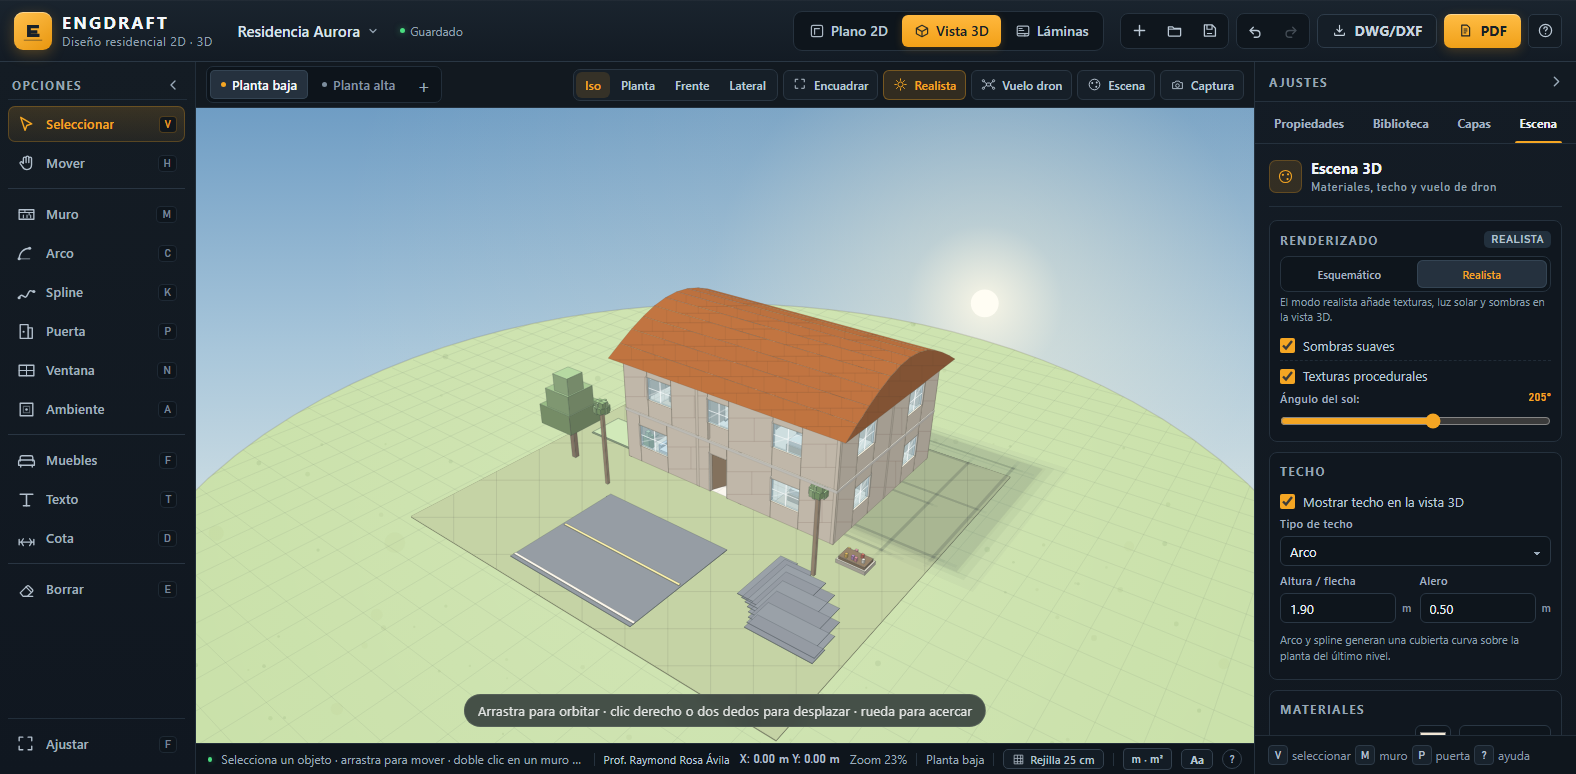 E
ENGDRAFT
Diseño residencial 2D · 3D
Residencia Aurora
Guardado
Plano 2D
Vista 3D
Láminas
DWG/DXF
PDF
OPCIONES
Seleccionar V
Mover H
Muro M
Arco C
Spline K
Puerta P
Ventana N
Ambiente A
Muebles F
Texto T
Cota D
Borrar E
Ajustar F
Planta baja
Planta alta
+
Iso
Planta
Frente
Lateral
Encuadrar
Realista
Vuelo dron
Escena
Captura
Arrastra para orbitar · clic derecho o dos dedos para desplazar · rueda para acercar
Selecciona un objeto · arrastra para mover · doble clic en un muro ...
Prof. Raymond Rosa Ávila
X: 0.00 m Y: 0.00 m
Zoom 23%
Planta baja
Rejilla 25 cm
m · m²
Aa
?
AJUSTES
Propiedades
Biblioteca
Capas
Escena
Escena 3D
Materiales, techo y vuelo de dron
RENDERIZADO
REALISTA
Esquemático
Realista
El modo realista añade texturas, luz solar y sombras en
la vista 3D.
Sombras suaves
Texturas procedurales
Ángulo del sol: 205°
TECHO
Mostrar techo en la vista 3D
Tipo de techo
Arco
Altura / flecha
Alero
1.90 m
0.50 m
Arco y spline generan una cubierta curva sobre la
planta del último nivel.
MATERIALES
V seleccionar M muro P puerta ? ayuda